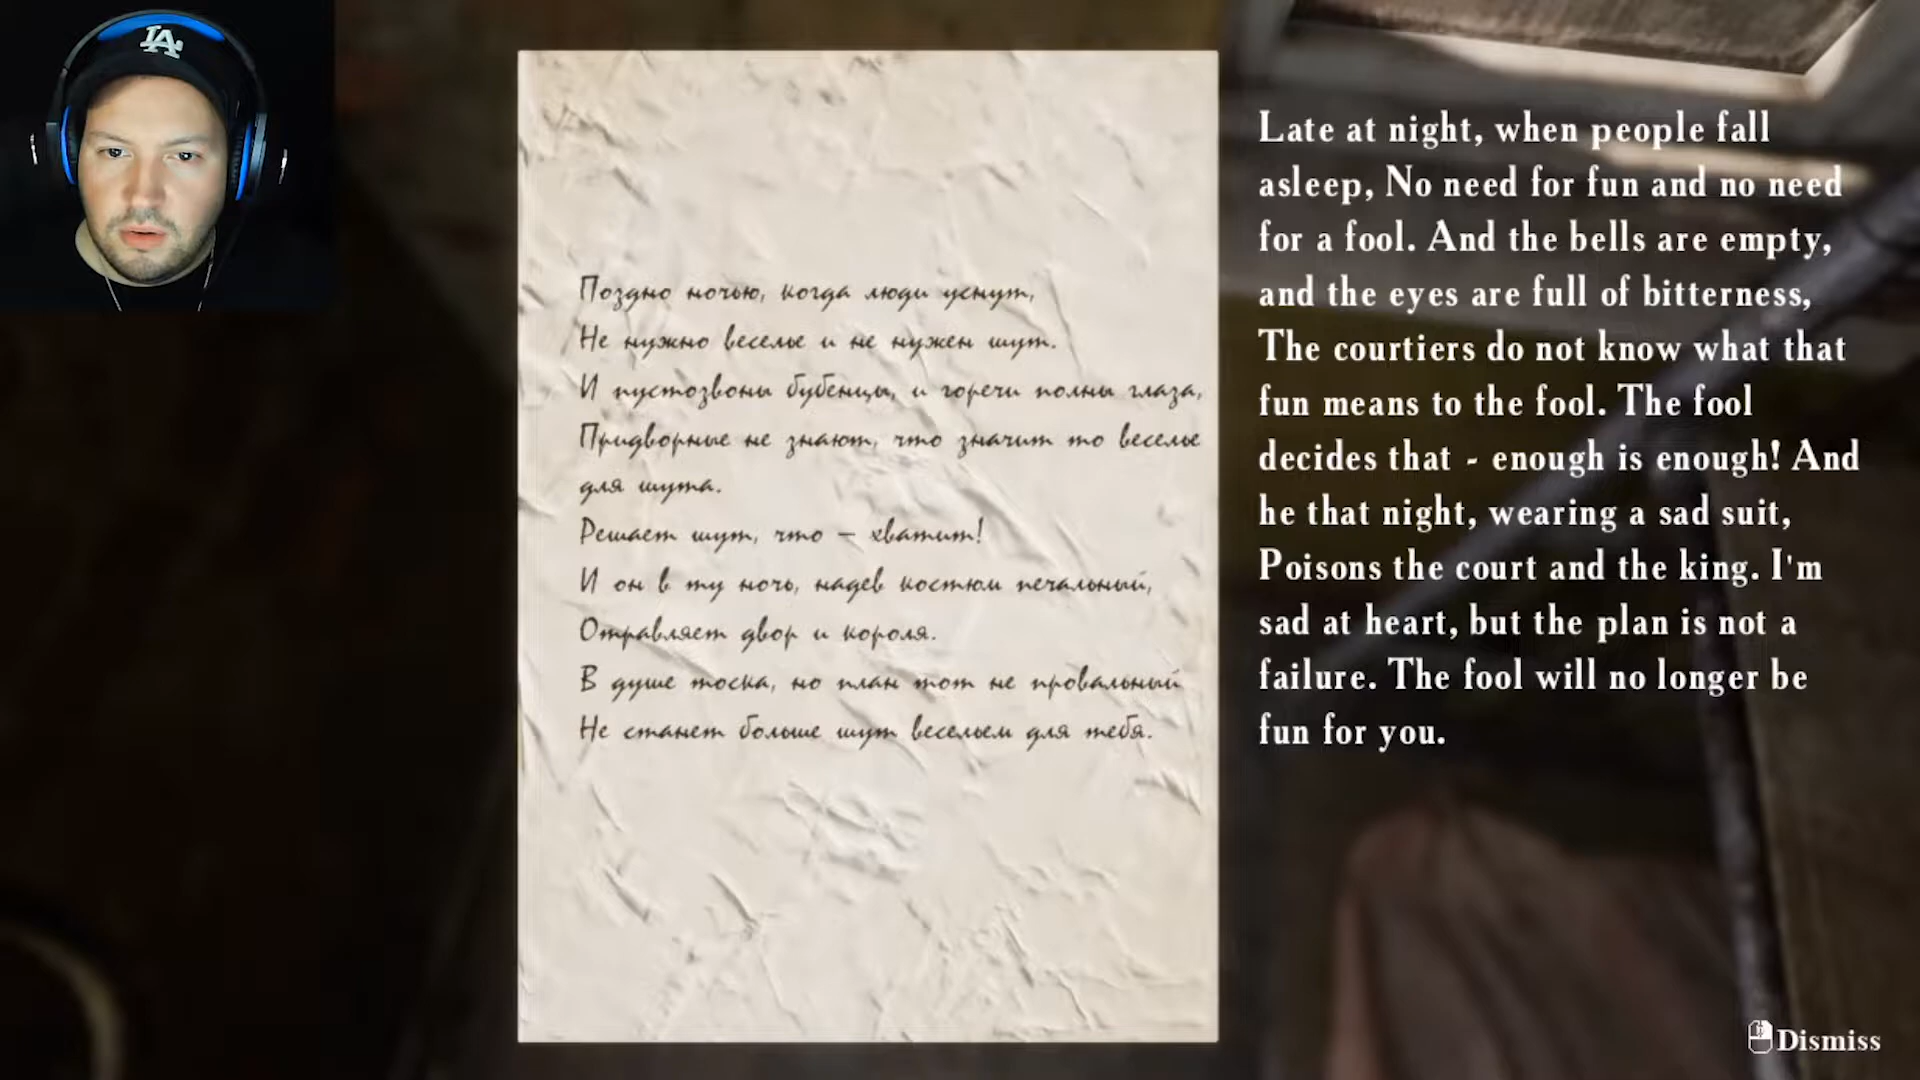 LA
Поздно ночью, когда люди уснут,
Не нужно веселье и не нужен шут.
И пустозвоны бубенцы, и горечи полны глаза,
Придворные не знают, что значит то веселье
для шута.
Решает шут, что — хватит!
И он в ту ночь, надев костюм печальный,
Отравляет двор и короля.
В душе тоска, но план тот не провальный
Не станет больше шут весельем для тебя.
Late at night, when people fall
asleep, No need for fun and no need
for a fool. And the bells are empty,
and the eyes are full of bitterness,
The courtiers do not know what that
fun means to the fool. The fool
decides that - enough is enough! And
he that night, wearing a sad suit,
Poisons the court and the king. I'm
sad at heart, but the plan is not a
failure. The fool will no longer be
fun for you.
Dismiss